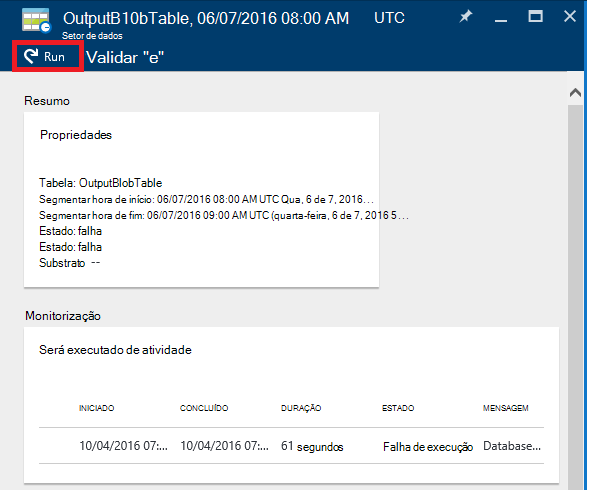 OutputB10bTable, 06/07/2016 08:00 AM UTC
Setor de dados
Run Validar "e"
Resumo
Propriedades
Tabela: OutputBlobTable
Segmentar hora de início: 06/07/2016 08:00 AM UTC Qua, 6 de 7, 2016...
Segmentar hora de fim: 06/07/2016 09:00 AM UTC (quarta-feira, 6 de 7, 2016 5...
Estado: falha
Estado: falha
Substrato --
Monitorização
Será executado de atividade
INICIADO CONCLUÍDO DURAÇÃO ESTADO MENSAGEM
10/04/2016 07:... 10/04/2016 07:... 61 segundos Falha de execução Database...